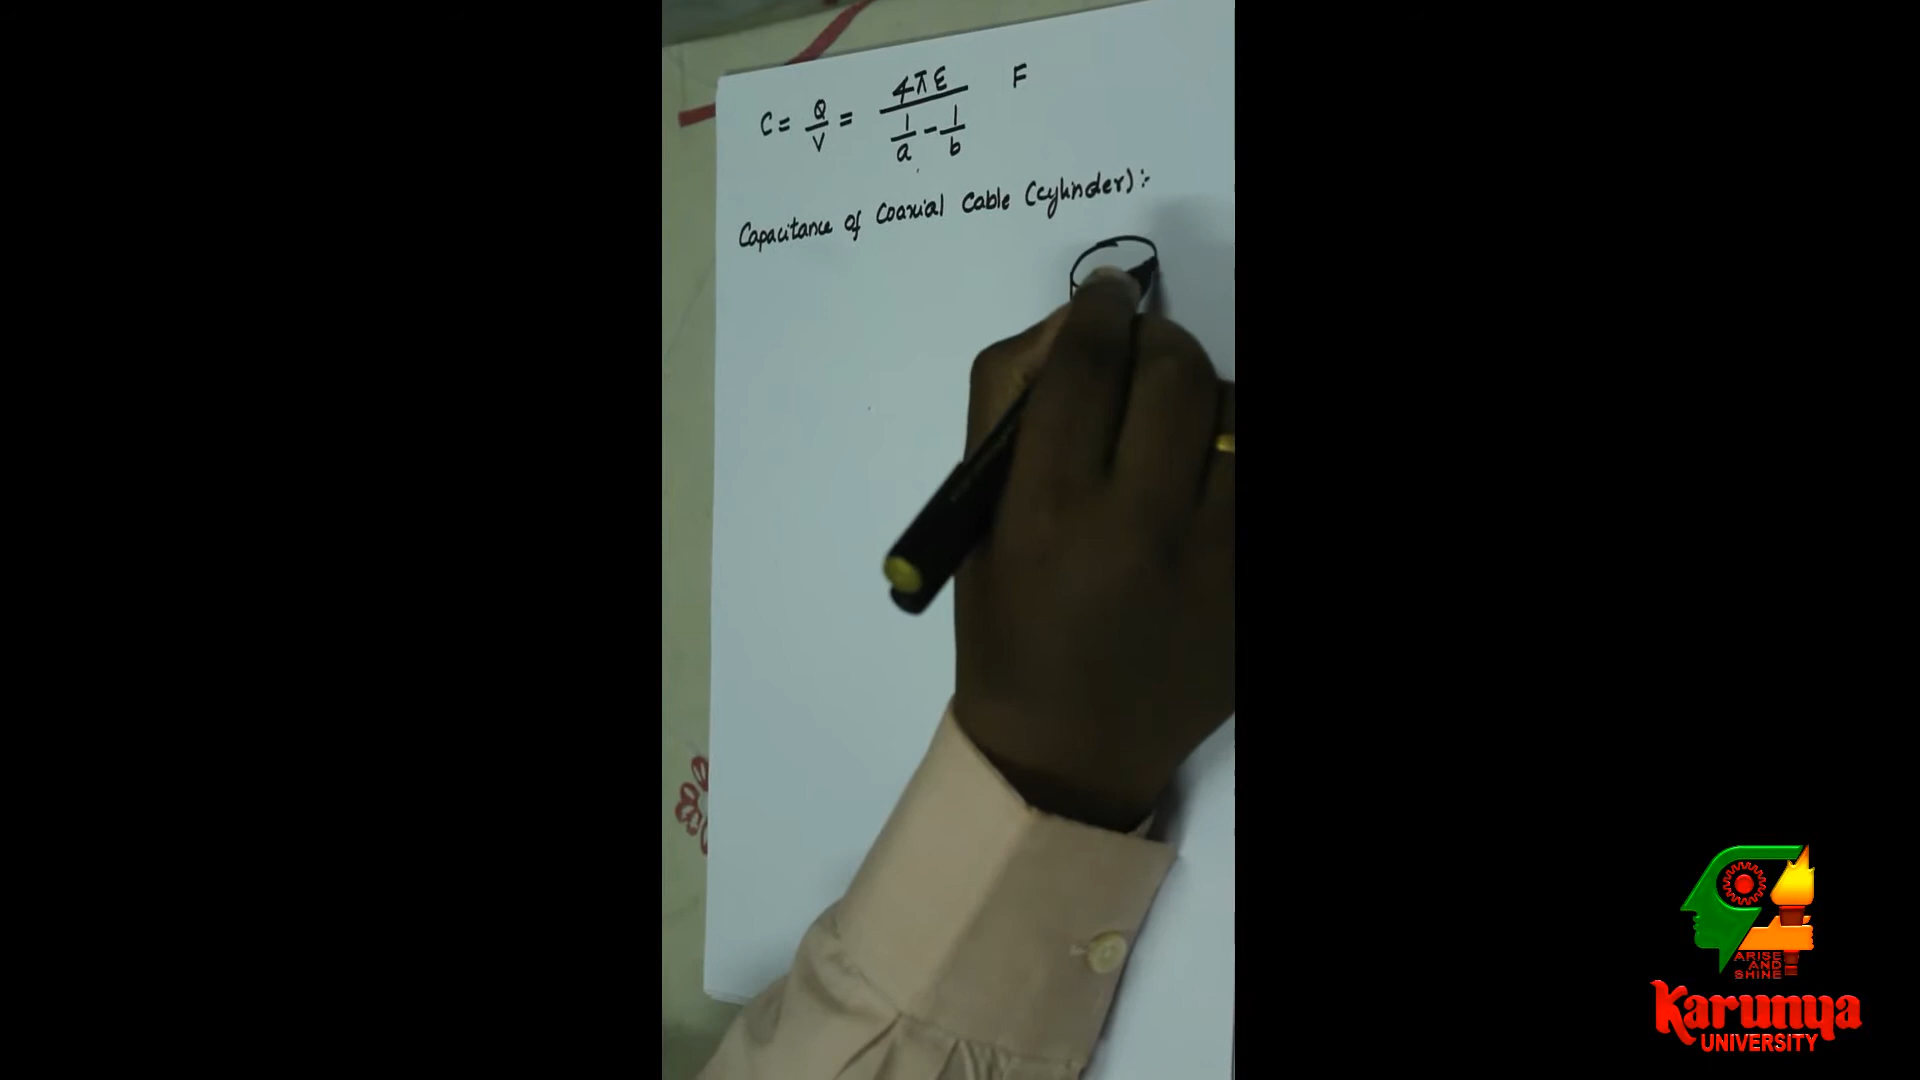 C = Q/V = 4πε / (1/a - 1/b) F
Capacitance of Coaxial Cable (cylinder) :-
ARISE
AND
SHINE
Karunya
UNIVERSITY